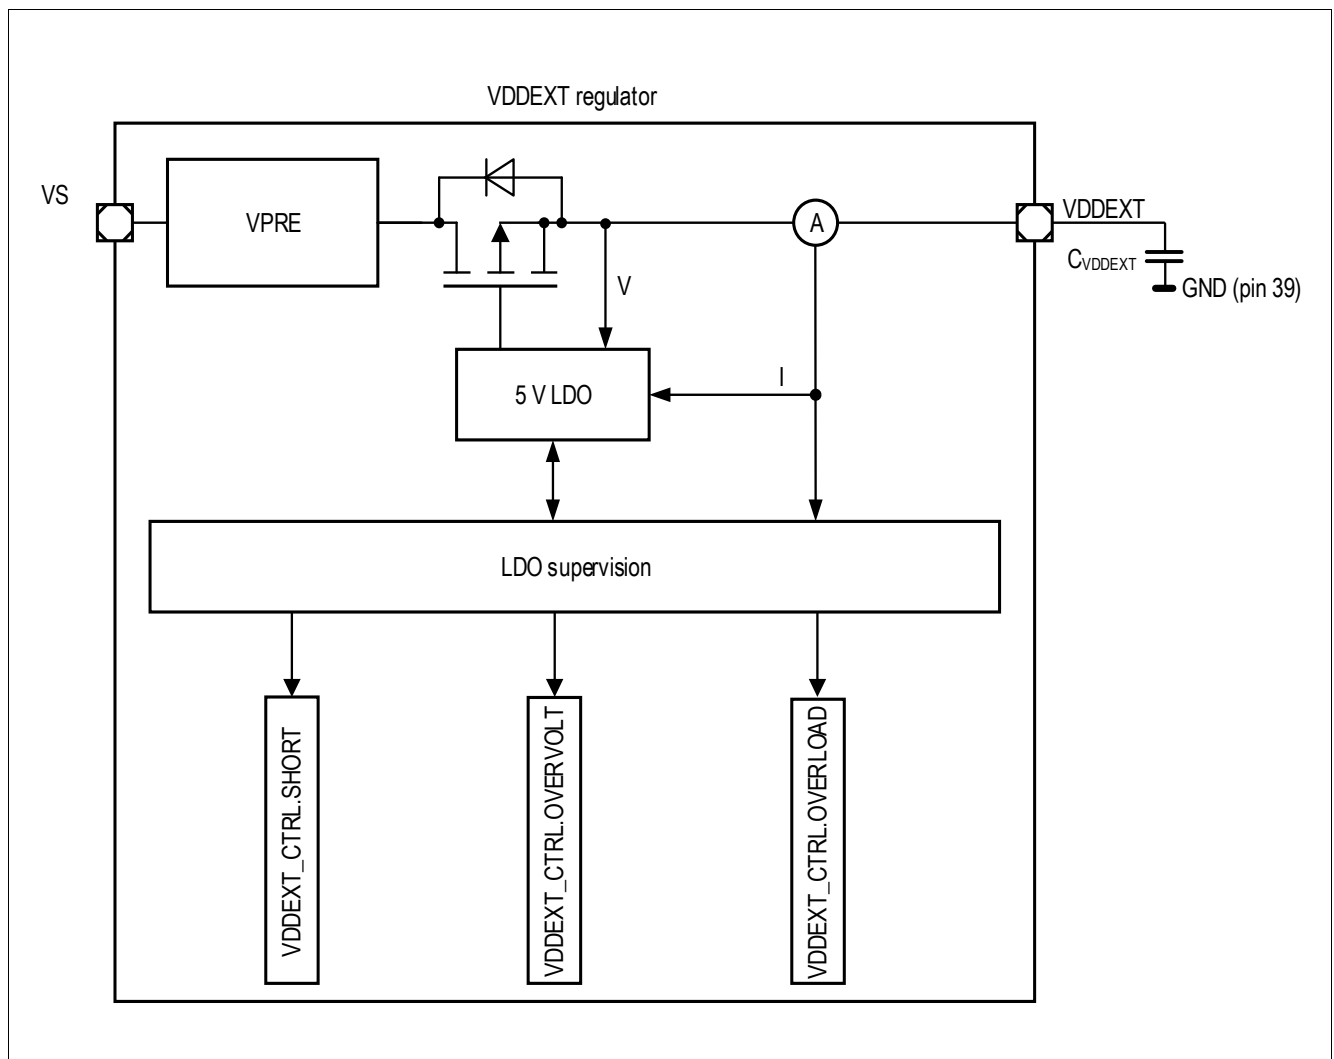 VDDEXT regulator
VS
VPRE
A
VDDEXT
CVDDEXT
GND (pin 39)
V
5 V LDO
I
LDO supervision
VDDEXT_CTRL.SHORT
VDDEXT_CTRL.OVERVOLT
VDDEXT_CTRL.OVERLOAD